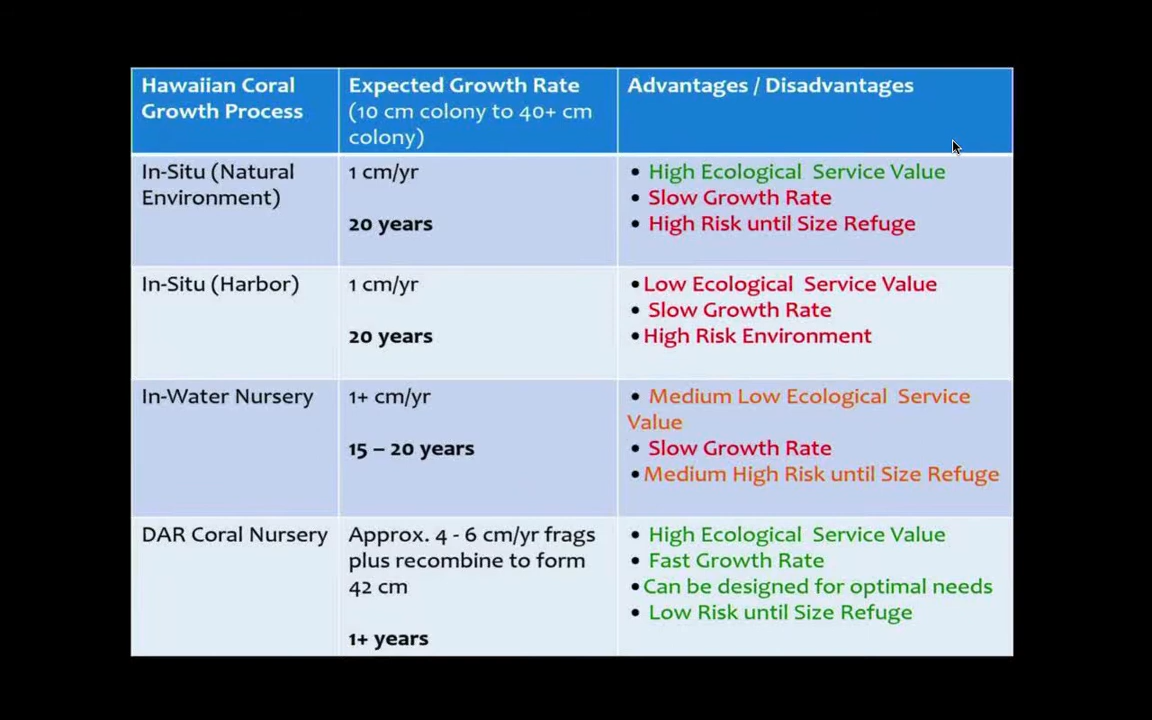 Hawaiian Coral
Growth Process
Expected Growth Rate
(10 cm colony to 40+ cm
colony)
Advantages / Disadvantages
In-Situ (Natural
Environment)
1 cm/yr
20 years
• High Ecological Service Value
• Slow Growth Rate
• High Risk until Size Refuge
In-Situ (Harbor)
1 cm/yr
20 years
•Low Ecological Service Value
• Slow Growth Rate
•High Risk Environment
In-Water Nursery
1+ cm/yr
15 – 20 years
• Medium Low Ecological Service
Value
• Slow Growth Rate
•Medium High Risk until Size Refuge
DAR Coral Nursery
Approx. 4 - 6 cm/yr frags
plus recombine to form
42 cm
1+ years
• High Ecological Service Value
• Fast Growth Rate
•Can be designed for optimal needs
• Low Risk until Size Refuge